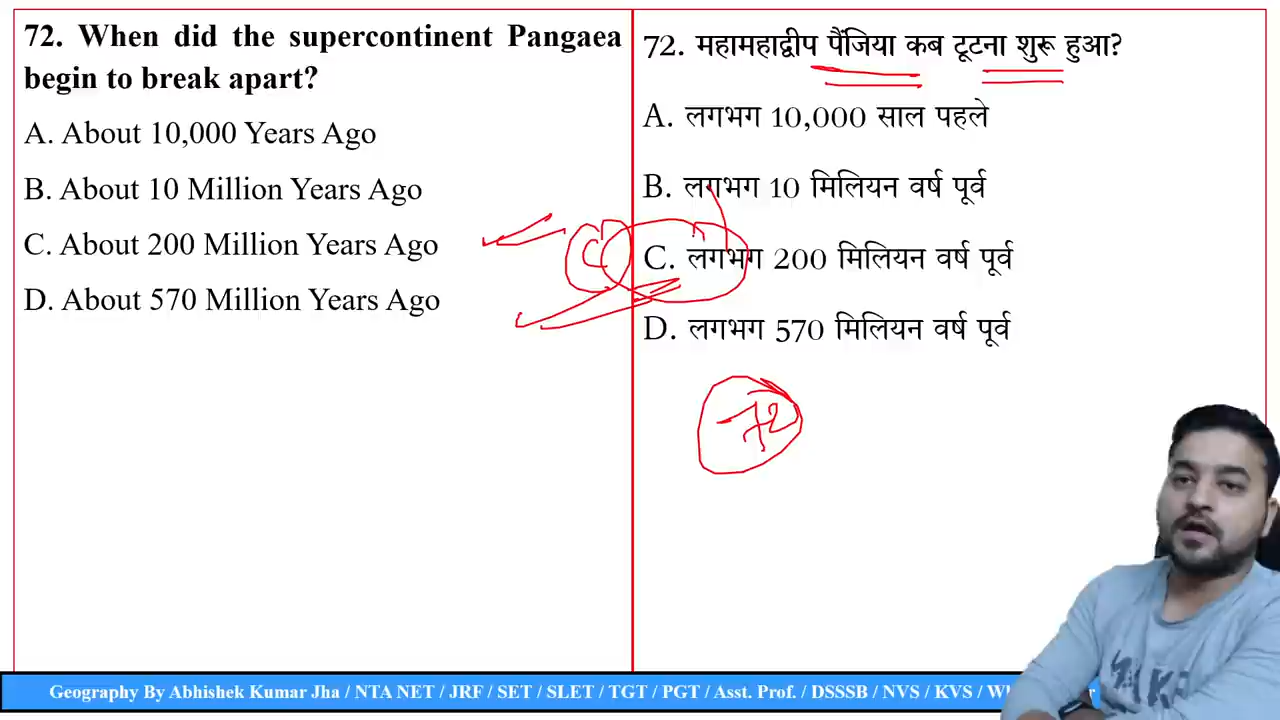 72. When did the supercontinent Pangaea
begin to break apart?
A. About 10,000 Years Ago
B. About 10 Million Years Ago
C. About 200 Million Years Ago
D. About 570 Million Years Ago
72. महामहाद्वीप पैंजिया कब टूटना शुरू हुआ?
A. लगभग 10,000 साल पहले
B. लगभग 10 मिलियन वर्ष पूर्व
C. लगभग 200 मिलियन वर्ष पूर्व
D. लगभग 570 मिलियन वर्ष पूर्व
C
72
Geography By Abhishek Kumar Jha / NTA NET / JRF / SET / SLET / TGT / PGT / Asst. Prof. / DSSSB / NVS / KVS /